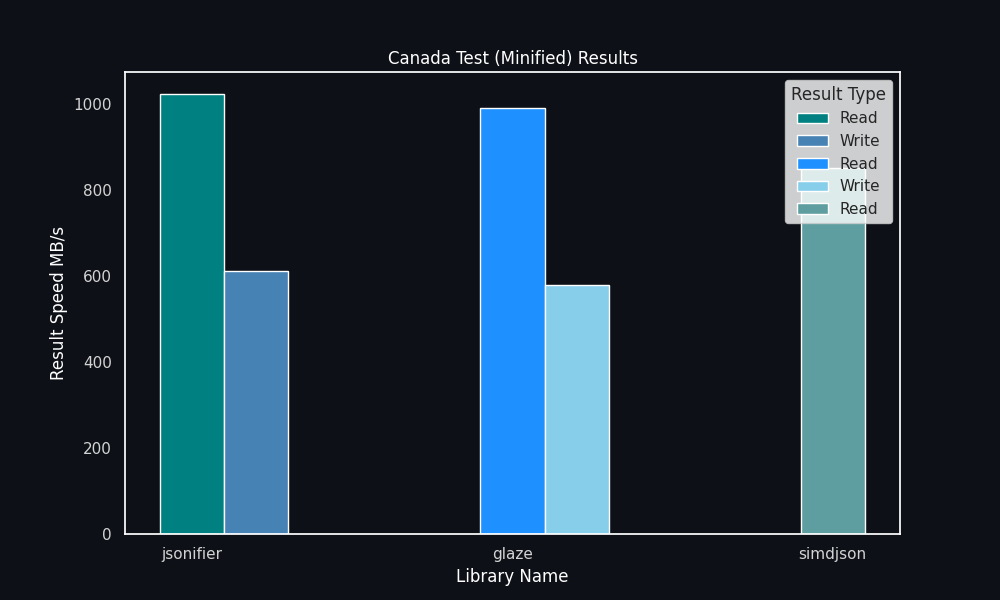 Canada Test (Minified) Results
Result Speed MB/s
1000
800
600
400
200
0
Result Type
Read
Write
Read
Write
Read
jsonifier
glaze
simdjson
Library Name